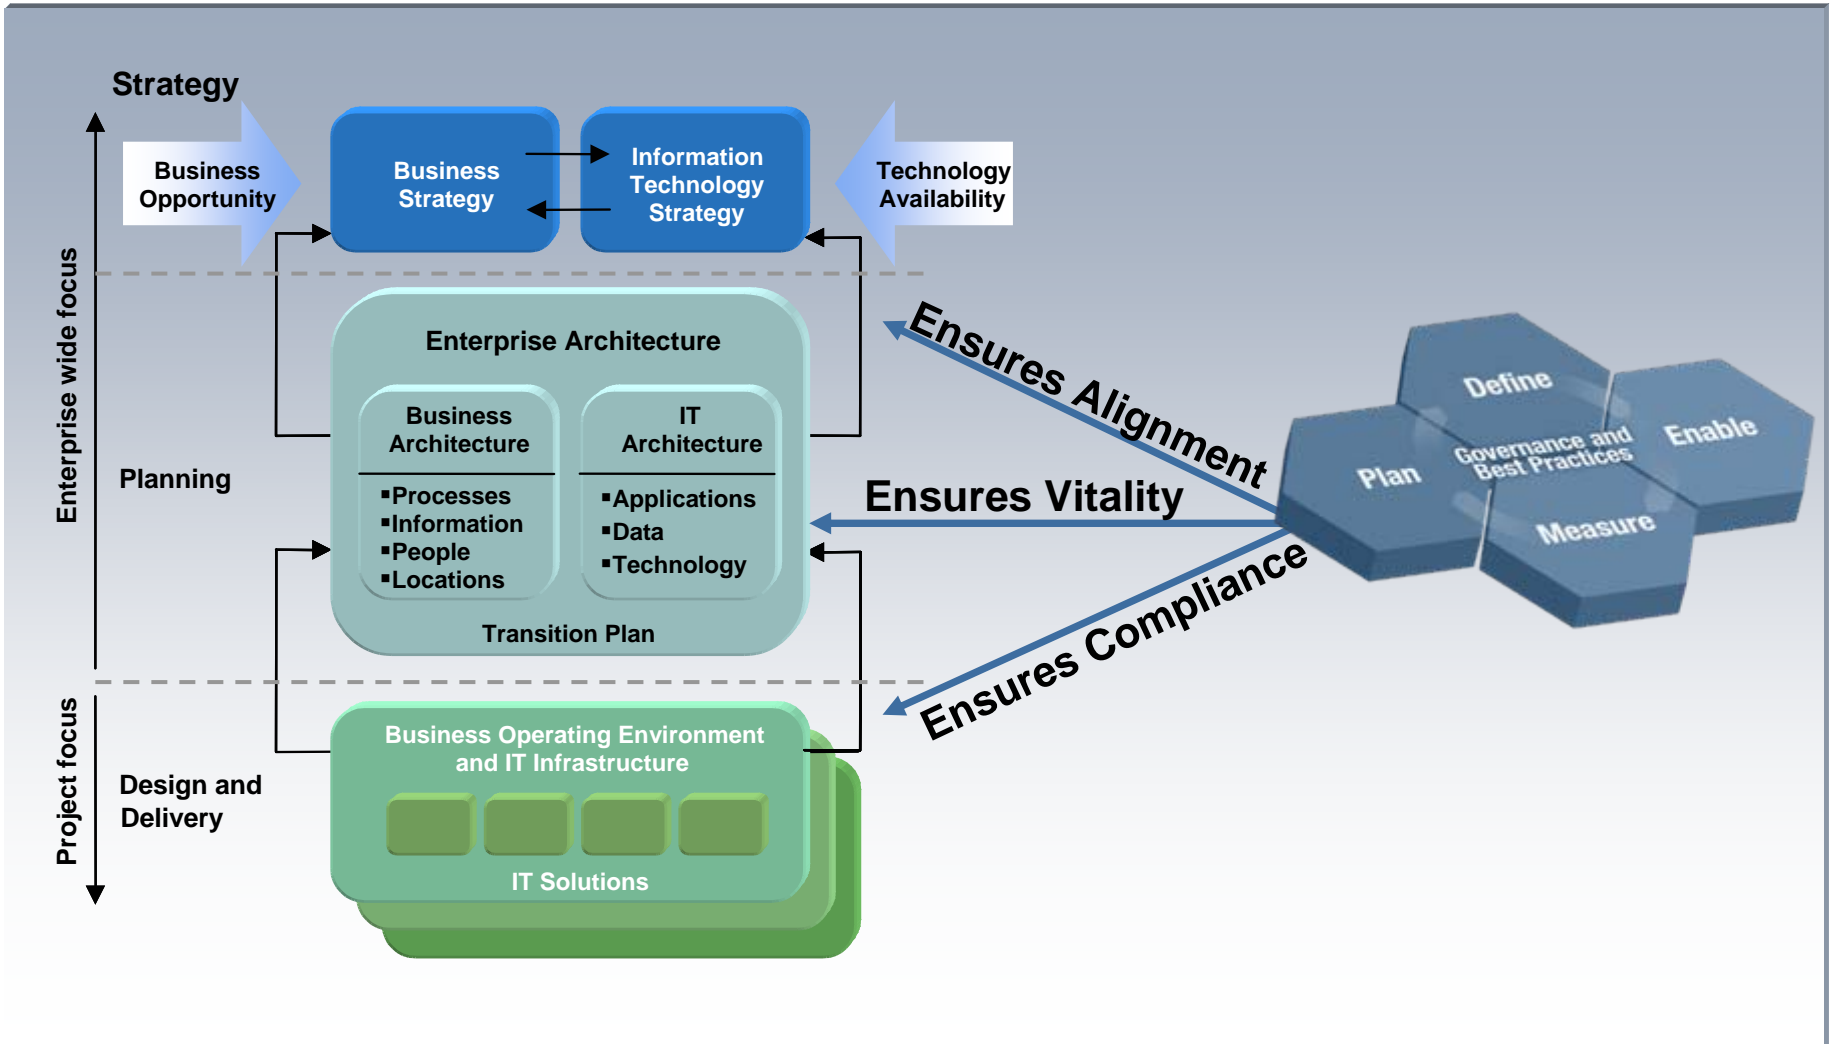 Strategy
Business
Opportunity
Business
Strategy
Information
Technology
Strategy
Technology
Availability
Enterprise wide focus
Planning
Enterprise Architecture
Business
Architecture
▪Processes
▪Information
▪People
▪Locations
IT
Architecture
▪Applications
▪Data
▪Technology
Transition Plan
Ensures Alignment
Ensures Vitality
Ensures Compliance
Define
Enable
Plan
Governance and
Best Practices
Measure
Project focus
Design and
Delivery
Business Operating Environment
and IT Infrastructure
IT Solutions